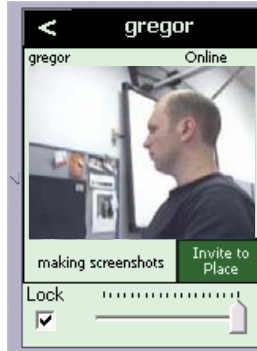 < gregor
gregor Online
making screenshots
Invite to
Place
Lock